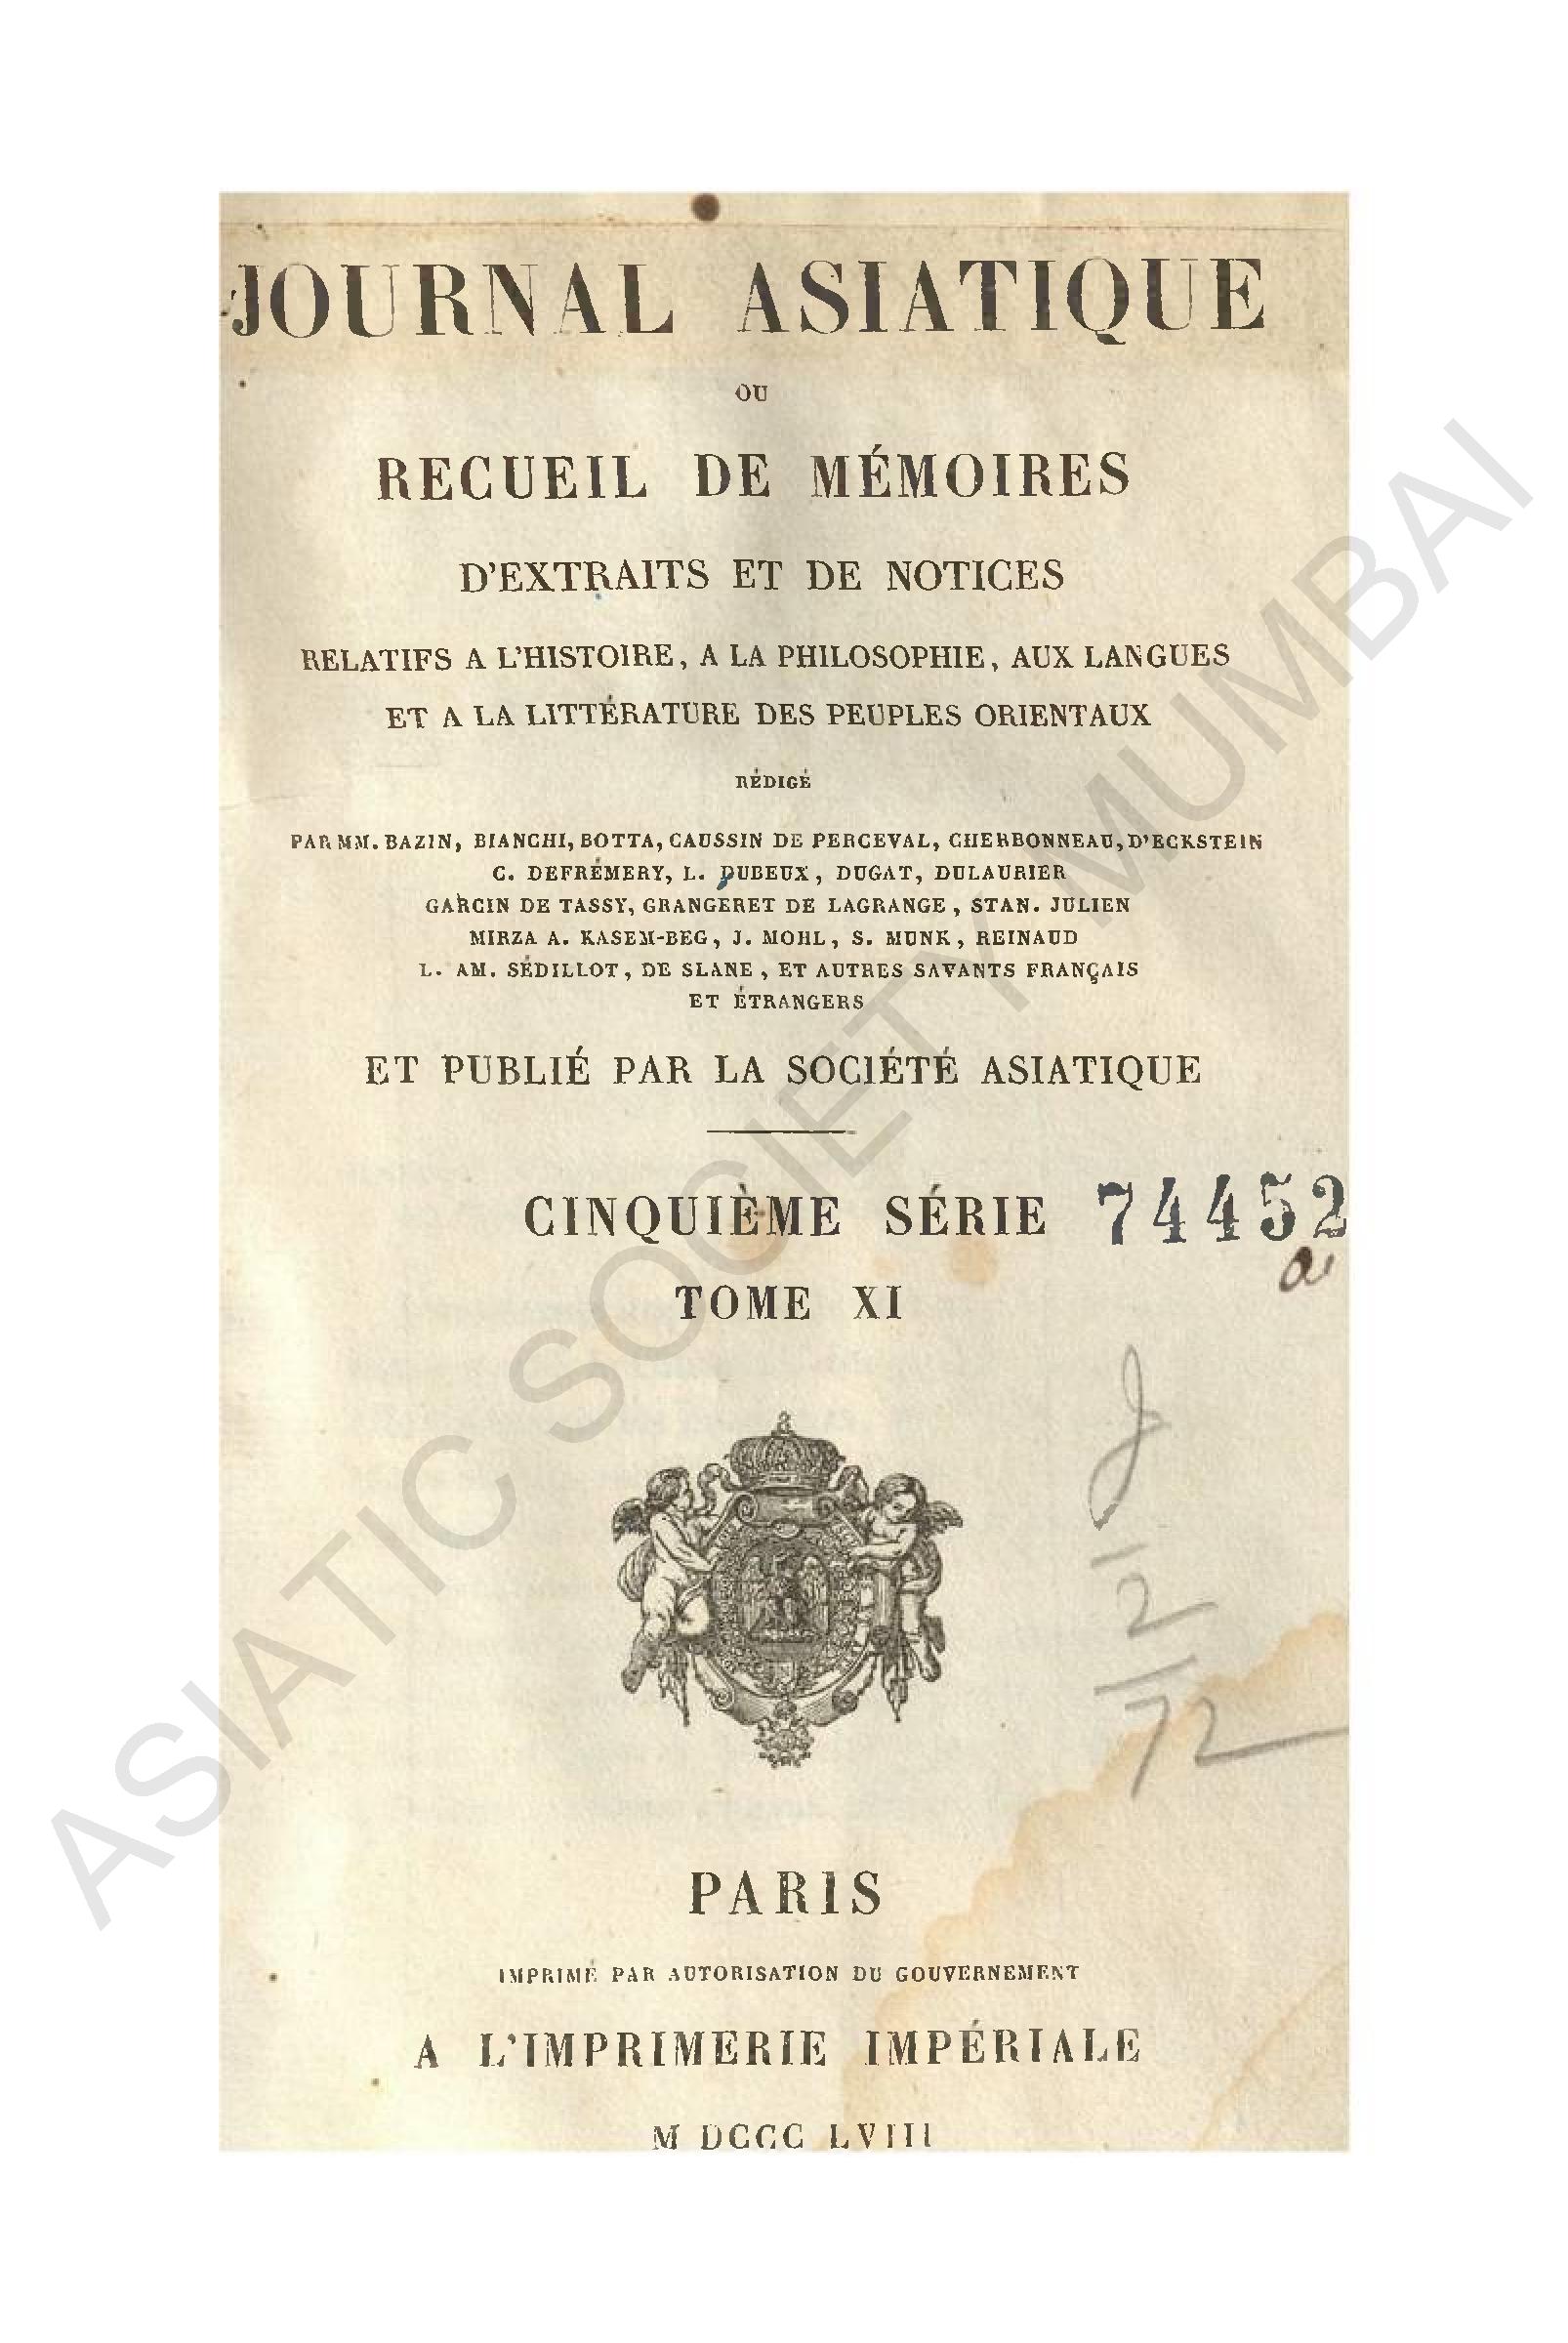 JOURNAL ASIATIQUE
OU
RECUEIL DE MÉMOIRES
D'EXTRAITS ET DE NOTICES
RELATIFS A L'HISTOIRE, A LA PHILOSOPHIE, AUX LANGUES
ET A LA LITTÉRATURE DES PEUPLES ORIENTAUX
RÉDIGÉ
PAR MM. BAZIN, BIANCHI, BOTTA, CAUSSIN DE PERCEVAL, CHERBONNEAU, D'ECKSTEIN
C. DEFRÉMERY, L. DUBEUX, DUGAT, DULAURIER
GARCIN DE TASSY, GRANGERET DE LAGRANGE, STAN. JULIEN
MIRZA A. KASEM-BEG, J. MOHL, S. MUNK, REINAUD
L. AM. SÉDILLOT, DE SLANE, ET AUTRES SAVANTS FRANÇAIS
ET ÉTRANGERS
ET PUBLIÉ PAR LA SOCIÉTÉ ASIATIQUE
CINQUIÈME SÉRIE 74452
a
TOME XI
12
72
PARIS
IMPRIMÉ PAR AUTORISATION DU GOUVERNEMENT
A L'IMPRIMERIE IMPÉRIALE
M DCCC LVIII
ASIATIC SOCIETY MUMBAI